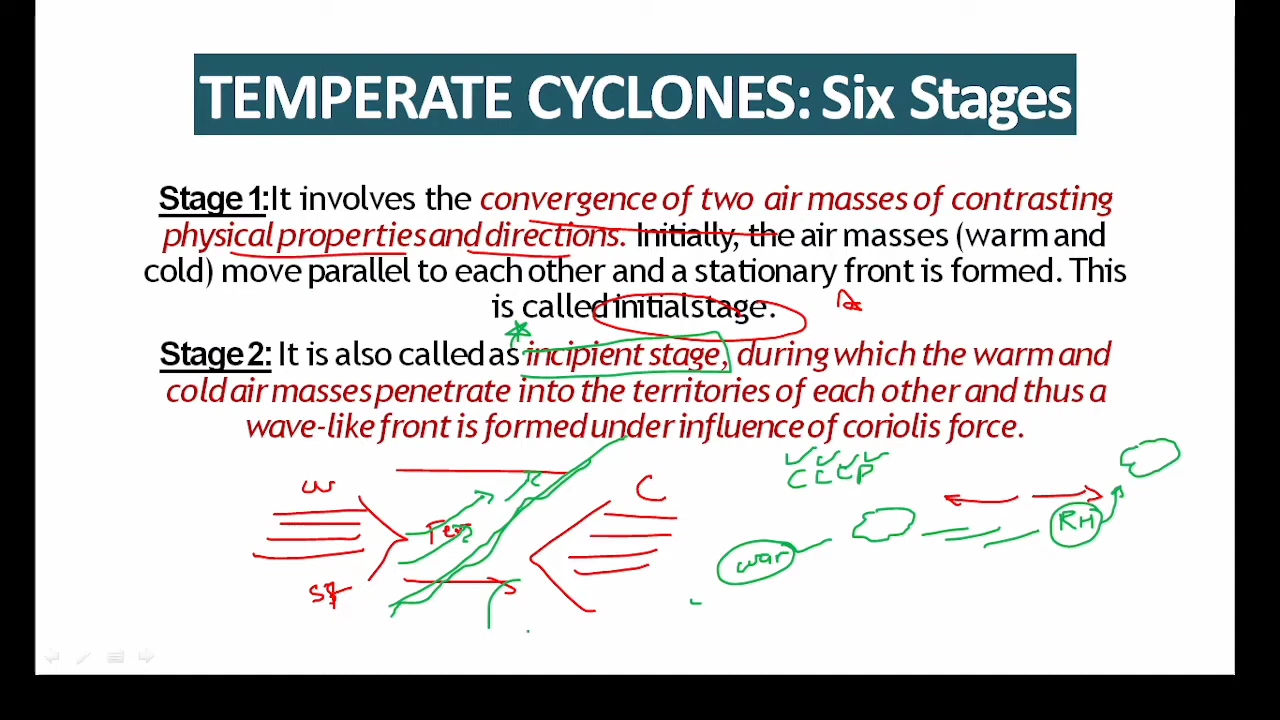 TEMPERATE CYCLONES: Six Stages
Stage 1:It involves the convergence of two air masses of contrasting
physical properties and directions. Initially, the air masses (warm and
cold) move parallel to each other and a stationary front is formed. This
is called initial stage.
Stage 2: It is also called as incipient stage, during which the warm and
cold air masses penetrate into the territories of each other and thus a
wave-like front is formed under influence of coriolis force.
w
C
RH
war